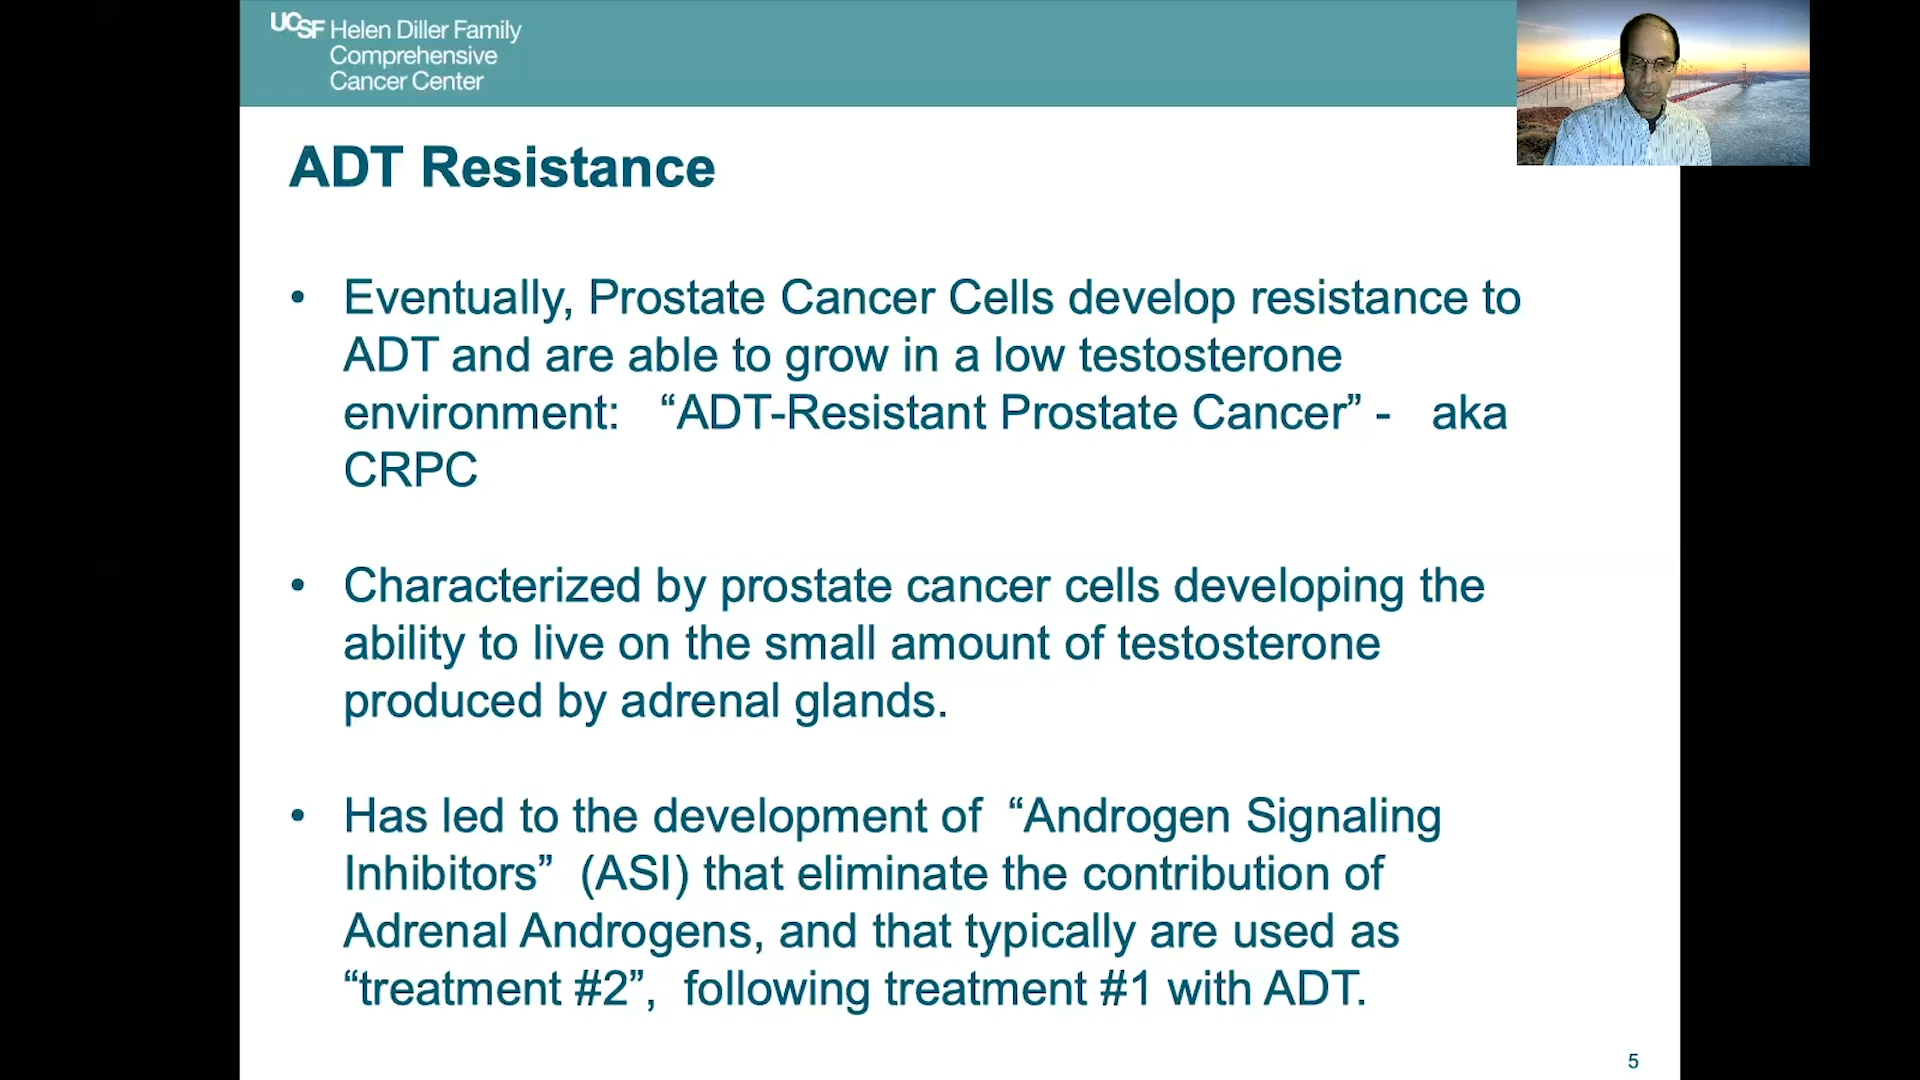 UCSF Helen Diller Family
Comprehensive
Cancer Center
ADT Resistance
• Eventually, Prostate Cancer Cells develop resistance to
ADT and are able to grow in a low testosterone
environment: “ADT-Resistant Prostate Cancer” - aka
CRPC
• Characterized by prostate cancer cells developing the
ability to live on the small amount of testosterone
produced by adrenal glands.
• Has led to the development of “Androgen Signaling
Inhibitors” (ASI) that eliminate the contribution of
Adrenal Androgens, and that typically are used as
“treatment #2”, following treatment #1 with ADT.
5